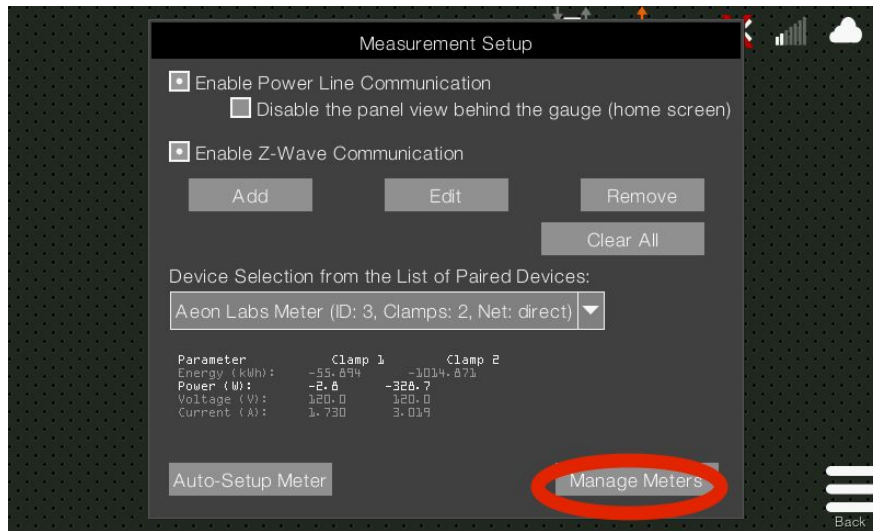 Measurement Setup
Enable Power Line Communication
Disable the panel view behind the gauge (home screen)
Enable Z-Wave Communication
Add Edit Remove
Clear All
Device Selection from the List of Paired Devices:
Aeon Labs Meter (ID: 3, Clamps: 2, Net: direct)
Parameter Clamp 1 Clamp 2
Energy (kWh): -55.894 -1014.871
Power (W): -2.8 -328.7
Voltage (V): 120.0 120.0
Current (A): 1.730 3.019
Auto-Setup Meter Manage Meters
Back